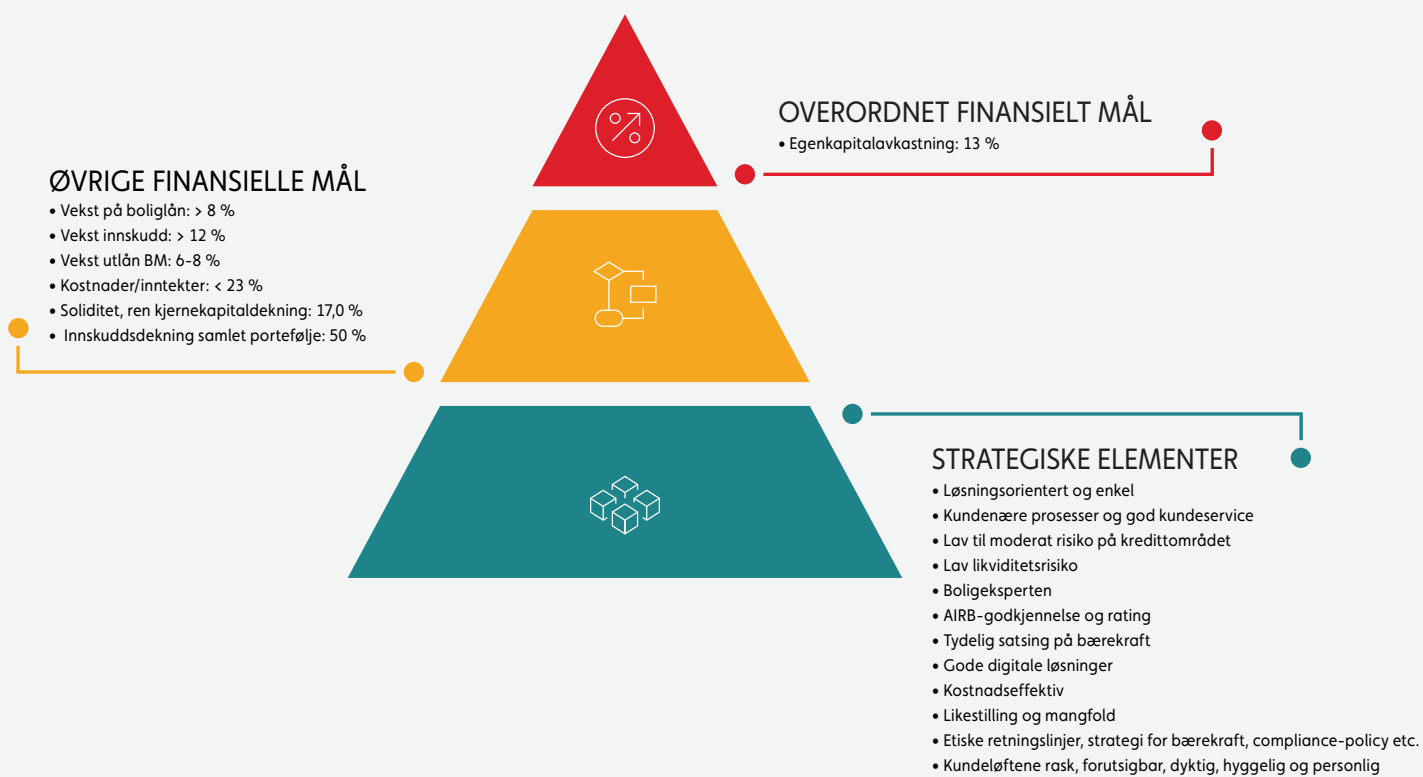 OVERORDNET FINANSIELT MÅL
• Egenkapitalavkastning: 13 %
ØVRIGE FINANSIELLE MÅL
• Vekst på boliglån: > 8 %
• Vekst innskudd: > 12 %
• Vekst utlån BM: 6-8 %
• Kostnader/inntekter: < 23 %
• Soliditet, ren kjernekapitaldekning: 17,0 %
• Innskuddsdekning samlet portefølje: 50 %
STRATEGISKE ELEMENTER
• Løsningsorientert og enkel
• Kundenære prosesser og god kundeservice
• Lav til moderat risiko på kredittområdet
• Lav likviditetsrisiko
• Boligeksperten
• AIRB-godkjennelse og rating
• Tydelig satsing på bærekraft
• Gode digitale løsninger
• Kostnadseffektiv
• Likestilling og mangfold
• Etiske retningslinjer, strategi for bærekraft, compliance-policy etc.
• Kundeløftene rask, forutsigbar, dyktig, hyggelig og personlig